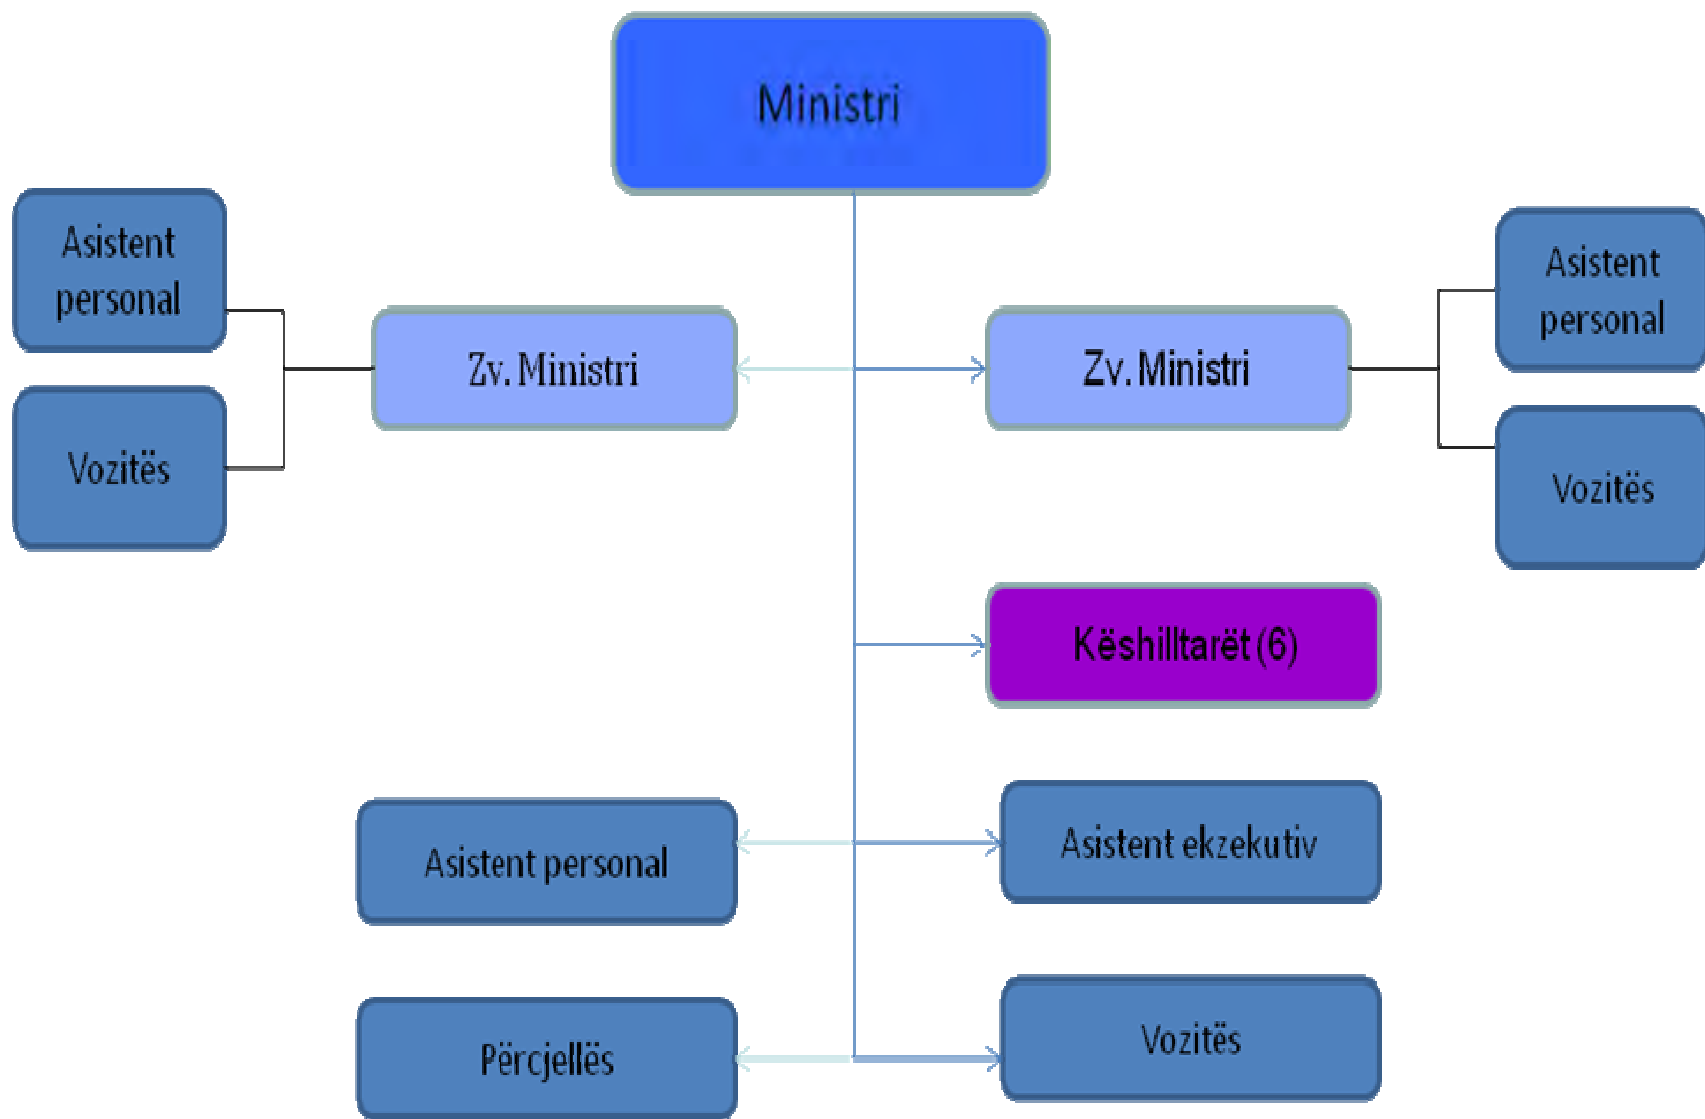 Ministri
Asistent
personal
Vozitës
Zv. Ministri
Zv. Ministri
Asistent
personal
Vozitës
Këshilltarët (6)
Asistent personal
Asistent ekzekutiv
Përcjellës
Vozitës